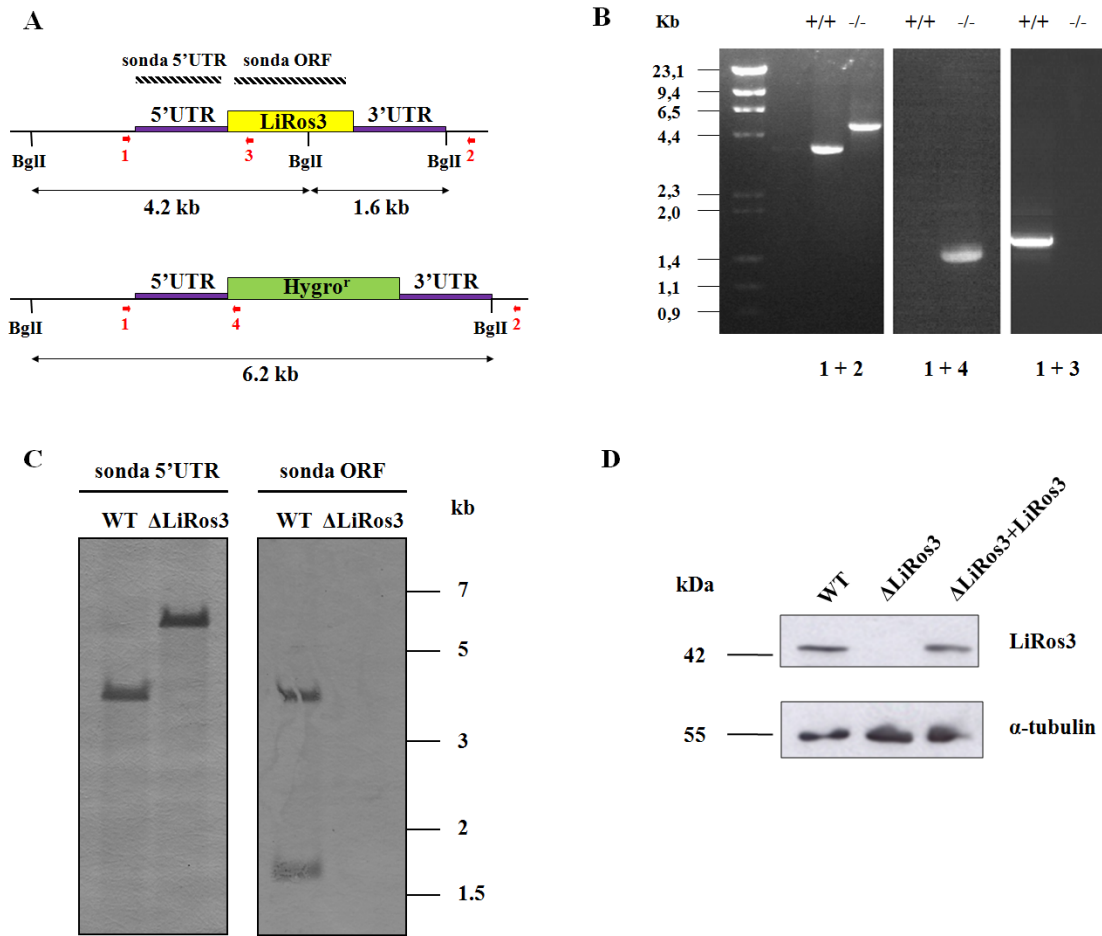 A
sonda 5'UTR sonda ORF
5'UTR LiRos3 3'UTR
1 3 2
BglI BglI BglI
4.2 kb 1.6 kb
5'UTR Hygroʳ 3'UTR
1 4 2
BglI BglI
6.2 kb
B
Kb +/+ -/- +/+ -/- +/+ -/-
23,1
9,4
6,5
4,4
2,3
2,0
1,4
1,1
0,9
1 + 2 1 + 4 1 + 3
C
sonda 5'UTR sonda ORF
WT ΔLiRos3 WT ΔLiRos3 kb
7
5
3
2
1.5
D
kDa WT ΔLiRos3 ΔLiRos3+LiRos3
42 LiRos3
55 α-tubulin